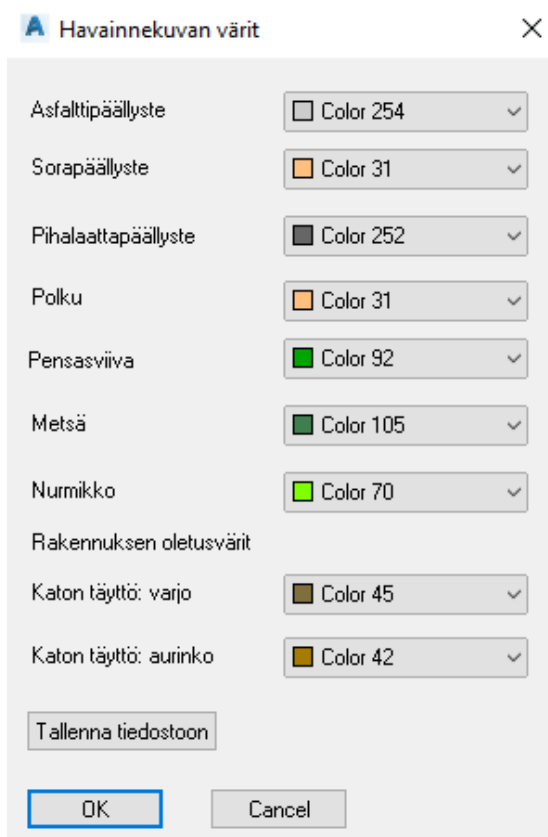 Havainnekuvan värit
Asfalttipäällyste Color 254
Sorapäällyste Color 31
Pihalaattapäällyste Color 252
Polku Color 31
Pensasviiva Color 92
Metsä Color 105
Nurmikko Color 70
Rakennuksen oletusvärit
Katon täyttö: varjo Color 45
Katon täyttö: aurinko Color 42
Tallenna tiedostoon
OK Cancel